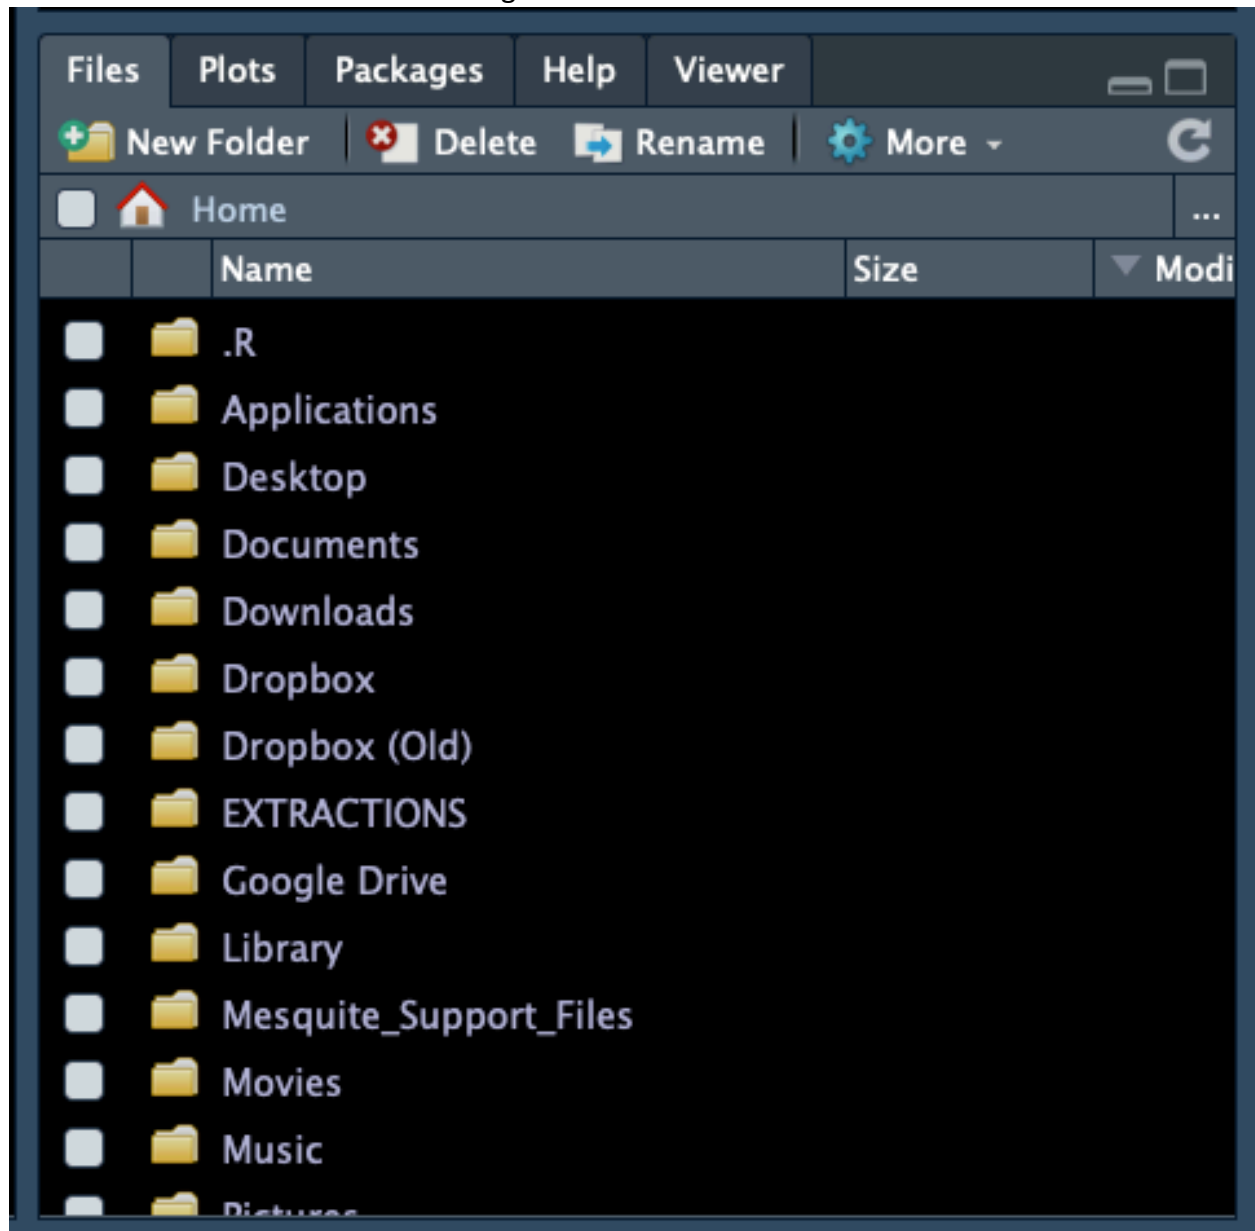 Files Plots Packages Help Viewer
New Folder Delete Rename More
Home ...
Name Size Modi
.R
Applications
Desktop
Documents
Downloads
Dropbox
Dropbox (Old)
EXTRACTIONS
Google Drive
Library
Mesquite_Support_Files
Movies
Music
Pictures